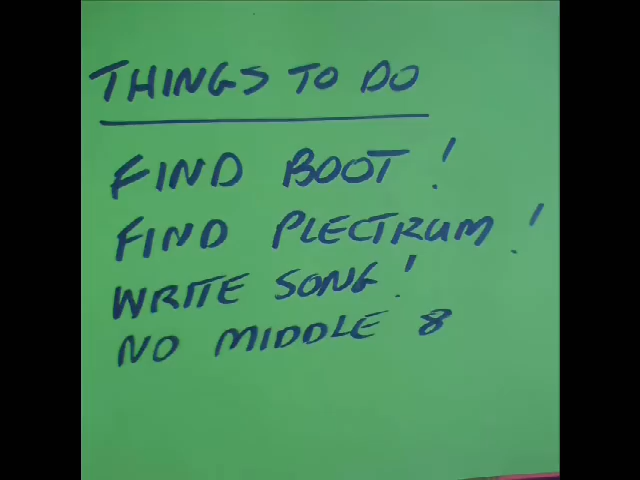 THINGS TO DO
FIND BOOT!
FIND PLECTRUM!
WRITE SONG!
NO MIDDLE 8